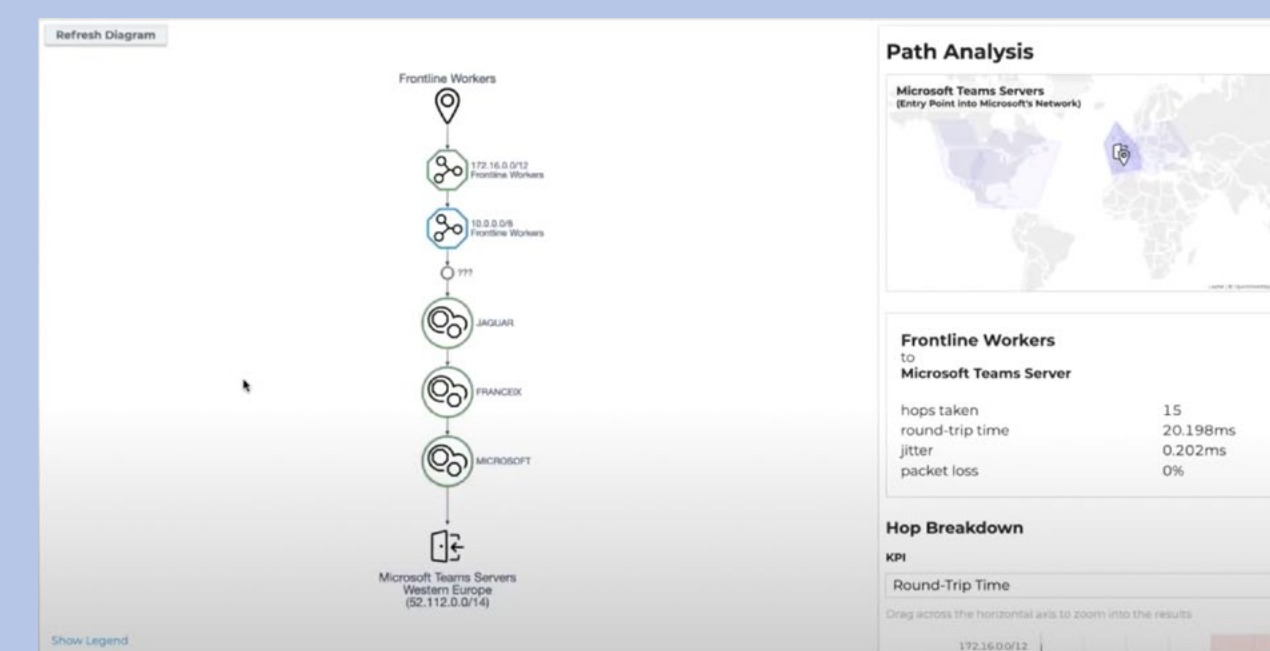 Refresh Diagram
Frontline Workers
172.16.0.0/12
Frontline Workers
10.0.0.0/8
Frontline Workers
???
JAGUAR
FRANCEIX
MICROSOFT
Microsoft Teams Servers
Western Europe
(52.112.0.0/14)
Show Legend
Path Analysis
Microsoft Teams Servers
(Entry Point into Microsoft's Network)
Frontline Workers
to
Microsoft Teams Server
hops taken 15
round-trip time 20.198ms
jitter 0.202ms
packet loss 0%
Hop Breakdown
KPI
Round-Trip Time
Drag across the horizontal axis to zoom into the results
172.16.0.0/12